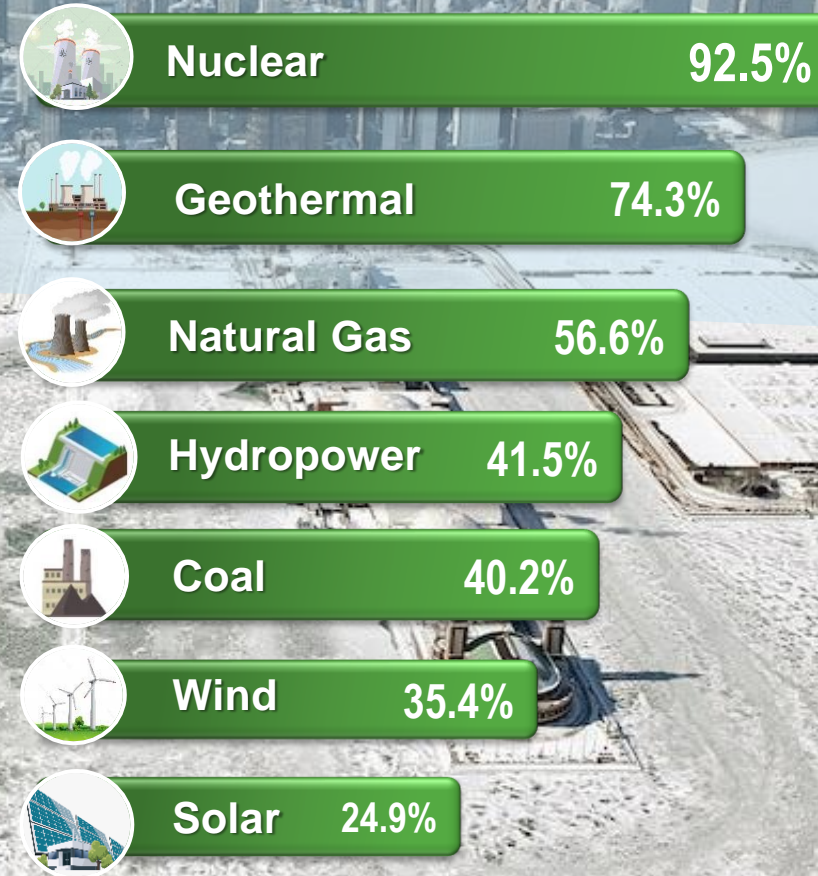 Nuclear 92.5%
Geothermal 74.3%
Natural Gas 56.6%
Hydropower 41.5%
Coal 40.2%
Wind 35.4%
Solar 24.9%